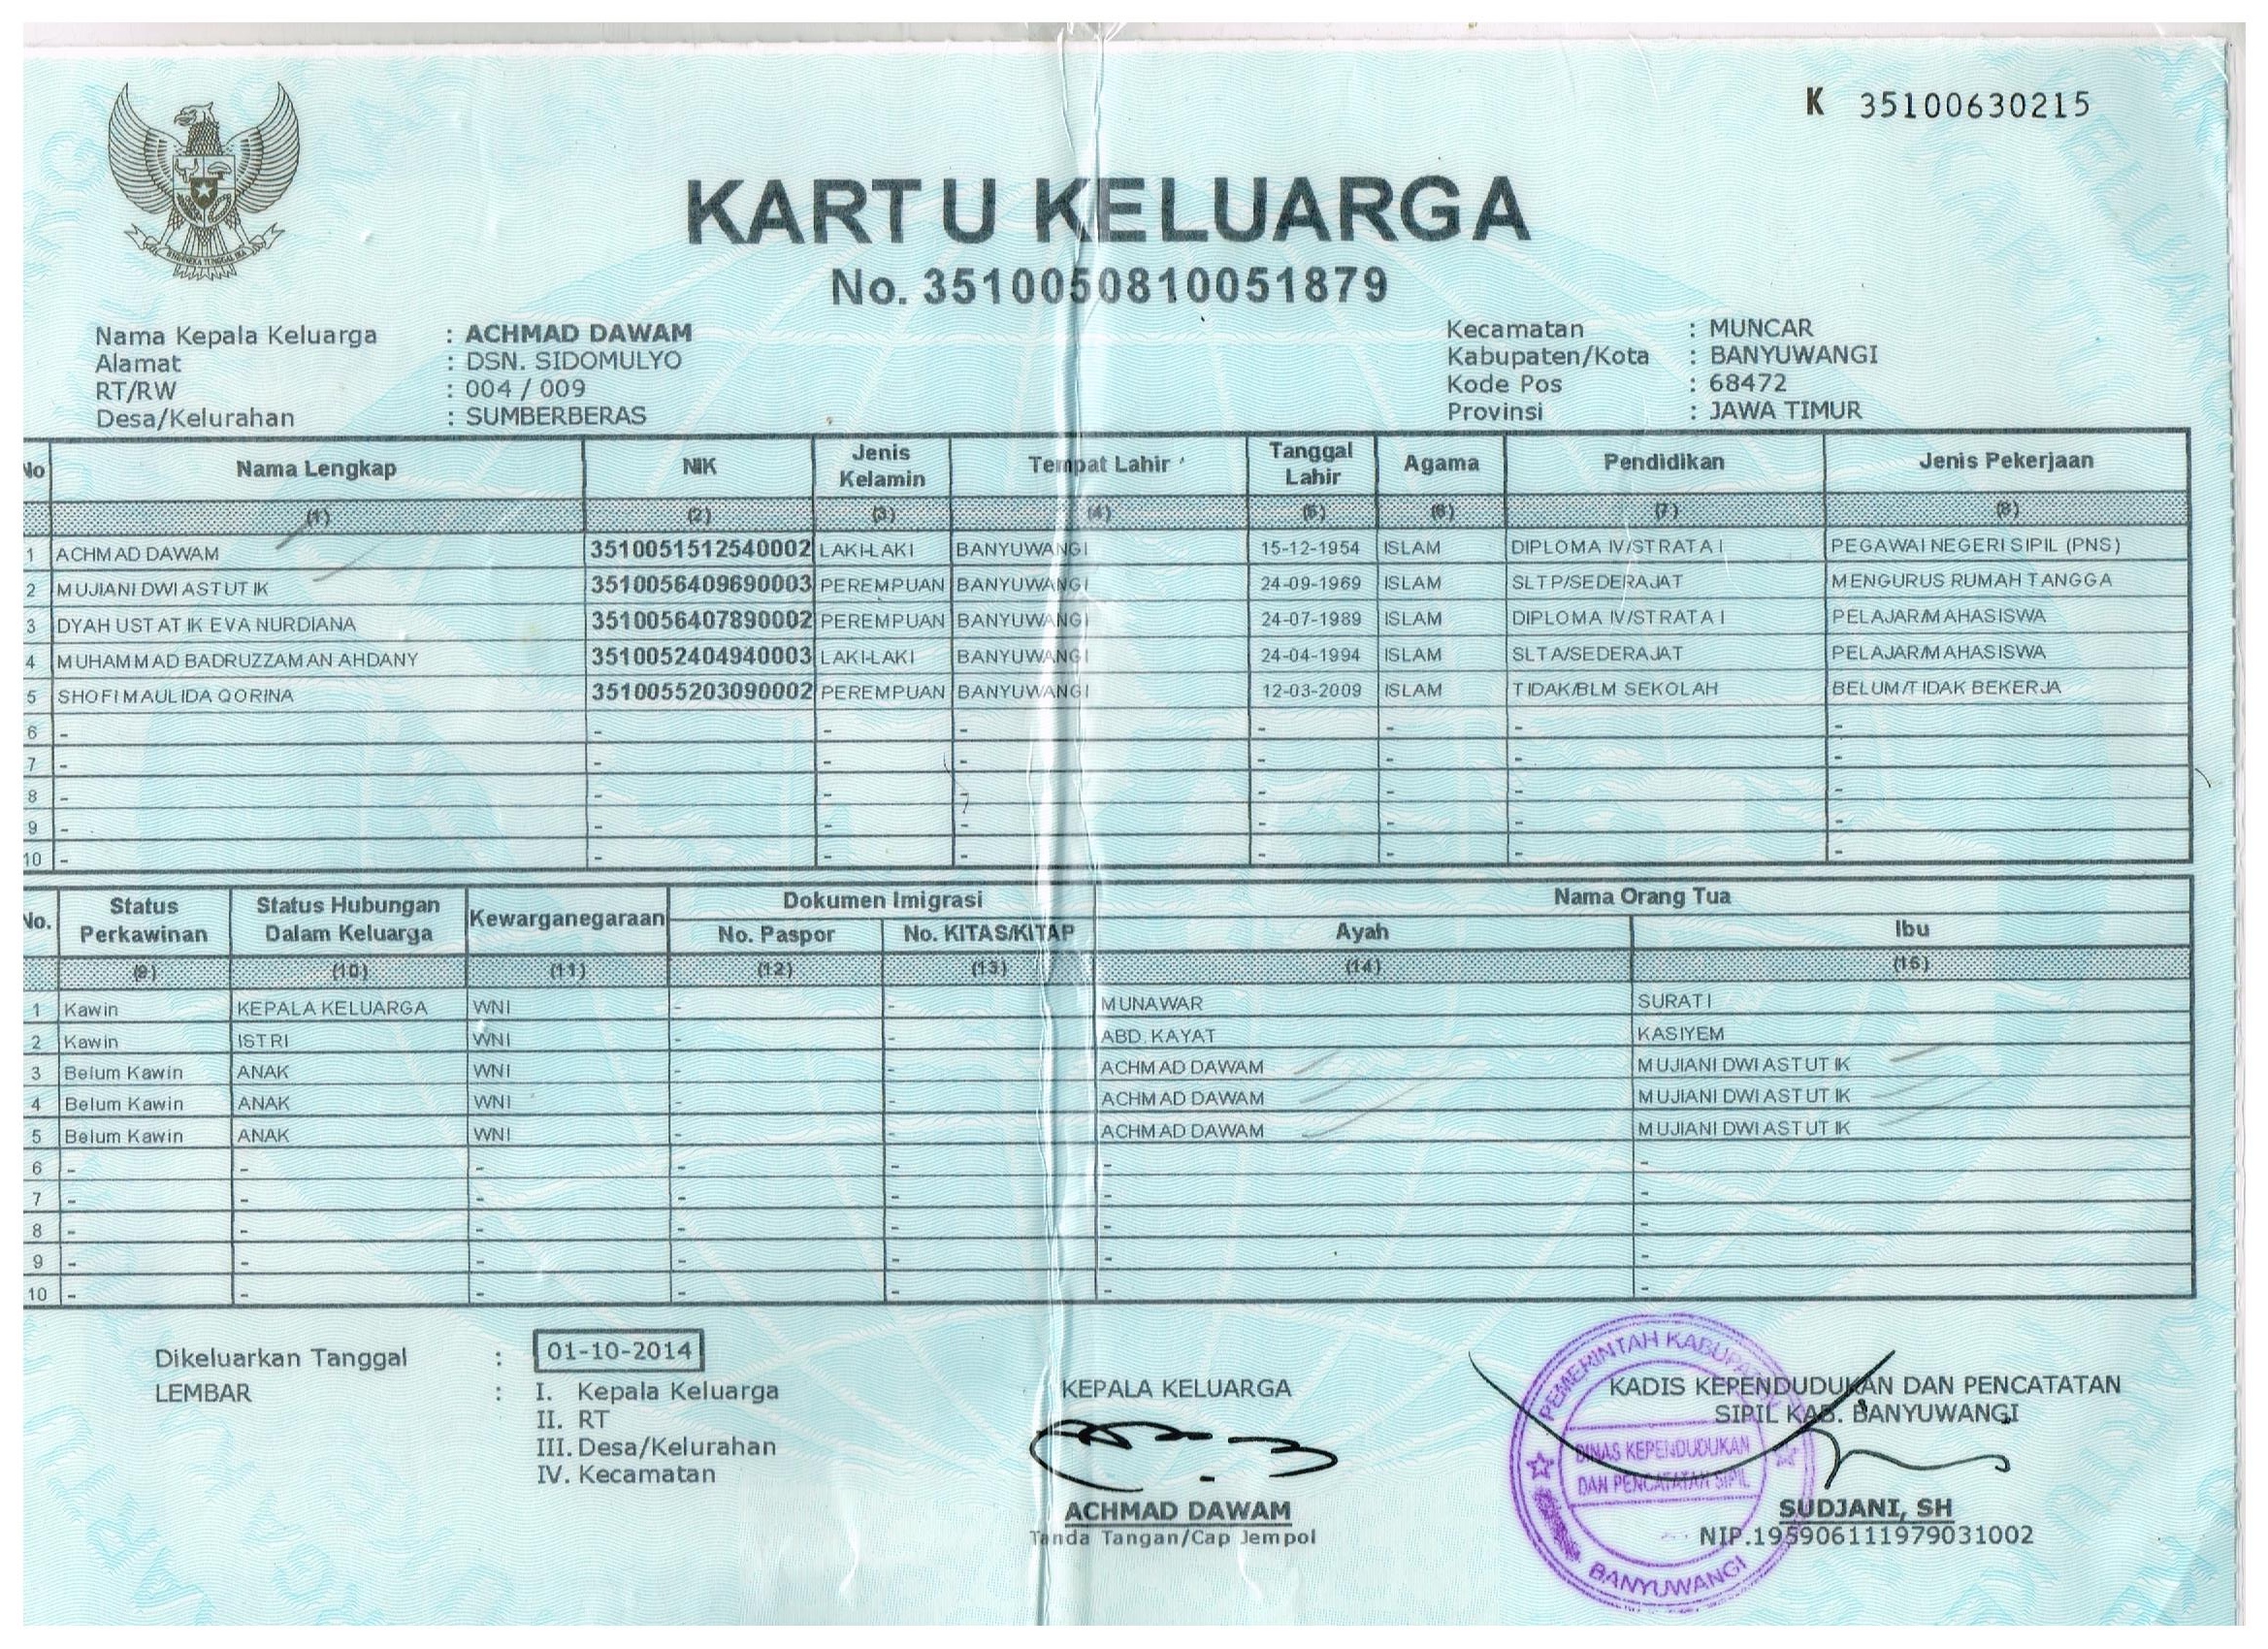 K 35100630215
KARTU KELUARGA
No. 3510050810051879
Nama Kepala Keluarga : ACHMAD DAWAM
Alamat : DSN. SIDOMULYO
RT/RW : 004 / 009
Desa/Kelurahan : SUMBERBERAS
Kecamatan : MUNCAR
Kabupaten/Kota : BANYUWANGI
Kode Pos : 68472
Provinsi : JAWA TIMUR
No Nama Lengkap NIK Jenis Kelamin Tempat Lahir Tanggal Lahir Agama Pendidikan Jenis Pekerjaan
(1) (2) (3) (4) (5) (6) (7) (8)
1 ACHMAD DAWAM 3510051512540002 LAKI-LAKI BANYUWANGI 15-12-1954 ISLAM DIPLOMA IV/STRATA I PEGAWAI NEGERI SIPIL (PNS)
2 MUJIANI DWI ASTUTIK 3510056409690003 PEREMPUAN BANYUWANGI 24-09-1969 ISLAM SLTP/SEDERAJAT MENGURUS RUMAH TANGGA
3 DYAH USTATIK EVA NURDIANA 3510056407890002 PEREMPUAN BANYUWANGI 24-07-1989 ISLAM DIPLOMA IV/STRATA I PELAJAR/MAHASISWA
4 MUHAMMAD BADRUZZAMAN AHDANY 3510052404940003 LAKI-LAKI BANYUWANGI 24-04-1994 ISLAM SLTA/SEDERAJAT PELAJAR/MAHASISWA
5 SHOFI MAULIDA QORINA 3510055203090002 PEREMPUAN BANYUWANGI 12-03-2009 ISLAM TIDAK/BLM SEKOLAH BELUM/TIDAK BEKERJA
6 - - - - - - - -
7 - - - - - - - -
8 - - - - - - - -
9 - - - - - - - -
10 - - - - - - - -
No. Status Perkawinan Status Hubungan Dalam Keluarga Kewarganegaraan Dokumen Imigrasi Nama Orang Tua
No. Paspor No. KITAS/KITAP Ayah Ibu
(9) (10) (11) (12) (13) (14) (15)
1 Kawin KEPALA KELUARGA WNI - - MUNAWAR SURATI
2 Kawin ISTRI WNI - - ABD. KAYAT KASIYEM
3 Belum Kawin ANAK WNI - - ACHMAD DAWAM MUJIANI DWI ASTUTIK
4 Belum Kawin ANAK WNI - - ACHMAD DAWAM MUJIANI DWI ASTUTIK
5 Belum Kawin ANAK WNI - - ACHMAD DAWAM MUJIANI DWI ASTUTIK
6 - - - - - - -
7 - - - - - - -
8 - - - - - - -
9 - - - - - - -
10 - - - - - - -
Dikeluarkan Tanggal : 01-10-2014
LEMBAR : I. Kepala Keluarga
II. RT
III. Desa/Kelurahan
IV. Kecamatan
KEPALA KELUARGA
ACHMAD DAWAM
Tanda Tangan/Cap Jempol
KADIS KEPENDUDUKAN DAN PENCATATAN
SIPIL KAB. BANYUWANGI
SUDJANI, SH
NIP.195906111979031002
PEMERINTAH KABUPATEN
DINAS KEPENDUDUKAN
DAN PENCATATAN SIPIL
BANYUWANGI